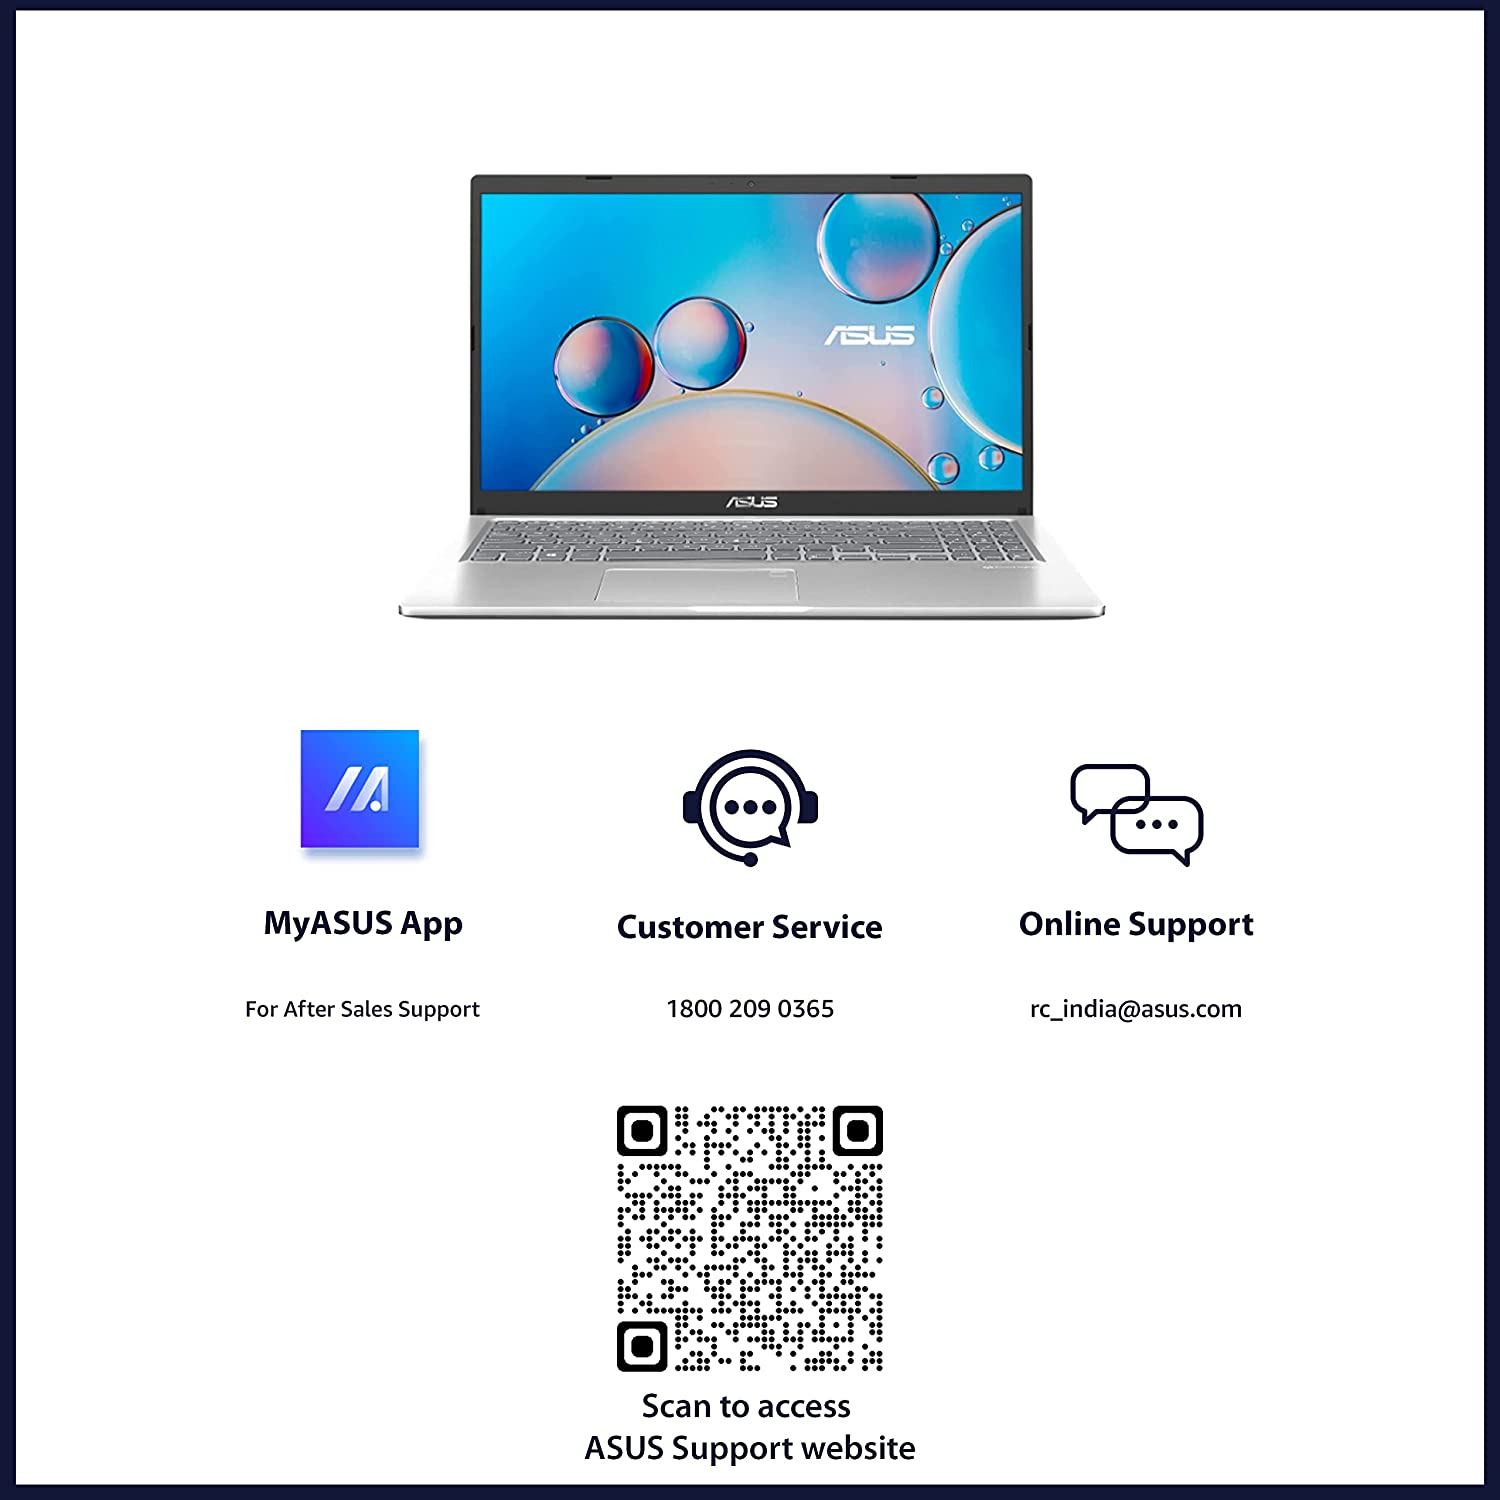 ASUS
ASUS
MyASUS App
Customer Service
Online Support
For After Sales Support
1800 209 0365
rc_india@asus.com
Scan to access
ASUS Support website